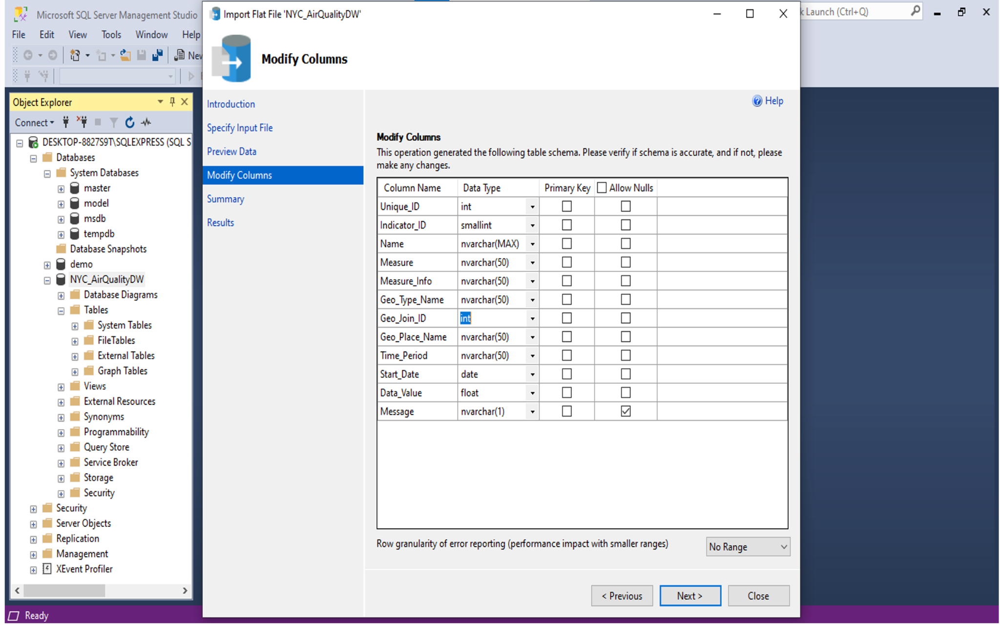 Microsoft SQL Server Management Studio
File Edit View Tools Window Help
New
Object Explorer
Connect
DESKTOP-8827S9T\SQLEXPRESS (SQL S
Databases
System Databases
master
model
msdb
tempdb
Database Snapshots
demo
NYC_AirQualityDW
Database Diagrams
Tables
System Tables
FileTables
External Tables
Graph Tables
Views
External Resources
Synonyms
Programmability
Query Store
Service Broker
Storage
Security
Security
Server Objects
Replication
Management
XEvent Profiler
Ready
Import Flat File 'NYC_AirQualityDW'
Modify Columns
Introduction
Specify Input File
Preview Data
Modify Columns
Summary
Results
Help
Modify Columns
This operation generated the following table schema. Please verify if schema is accurate, and if not, please
make any changes.
Column Name Data Type Primary Key Allow Nulls
Unique_ID int
Indicator_ID smallint
Name nvarchar(MAX)
Measure nvarchar(50)
Measure_Info nvarchar(50)
Geo_Type_Name nvarchar(50)
Geo_Join_ID int
Geo_Place_Name nvarchar(50)
Time_Period nvarchar(50)
Start_Date date
Data_Value float
Message nvarchar(1)
Row granularity of error reporting (performance impact with smaller ranges) No Range
< Previous Next > Close
k Launch (Ctrl+Q)